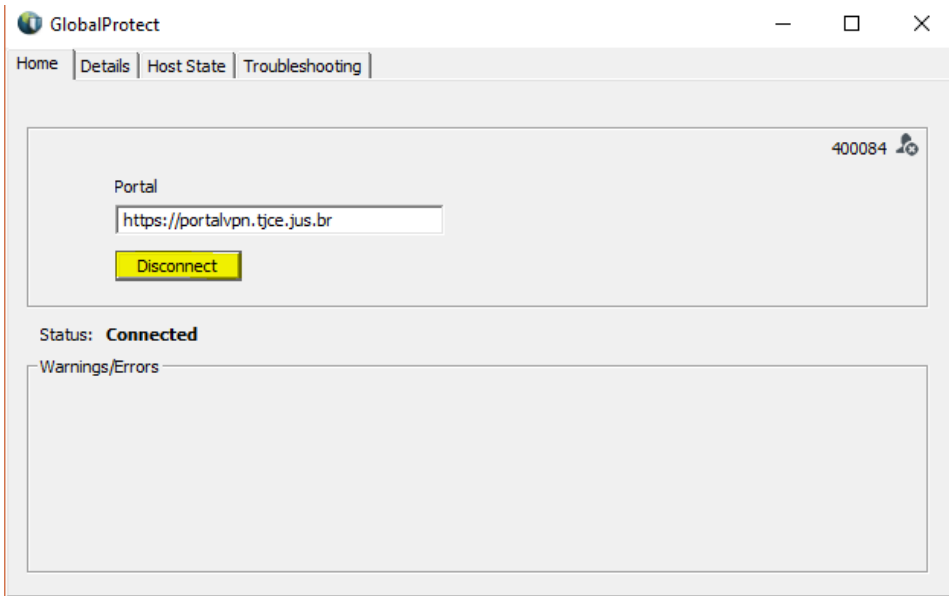 GlobalProtect
Home Details Host State Troubleshooting
400084
Portal
https://portalvpn.tjce.jus.br
Disconnect
Status: Connected
Warnings/Errors